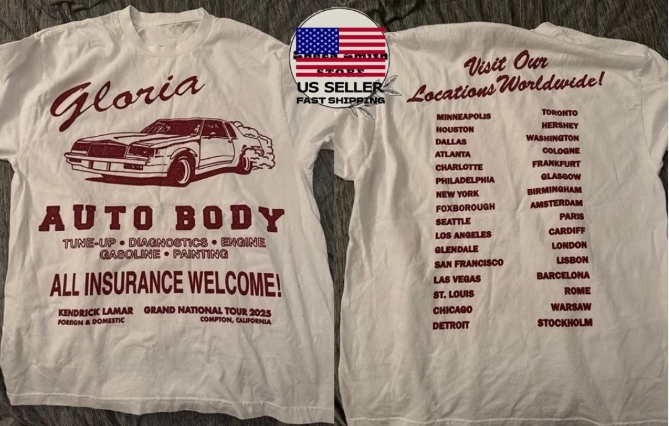 Gloria
AUTO BODY
TUNE-UP • DIAGNOSTICS • ENGINE
GASOLINE • PAINTING
ALL INSURANCE WELCOME!
KENDRICK LAMAR
FOREIGN & DOMESTIC
GRAND NATIONAL TOUR 2025
COMPTON, CALIFORNIA
STORE
US SELLER
FAST SHIPPING
Visit Our
Locations Worldwide!
MINNEAPOLIS
HOUSTON
DALLAS
ATLANTA
CHARLOTTE
PHILADELPHIA
NEW YORK
FOXBOROUGH
SEATTLE
LOS ANGELES
GLENDALE
SAN FRANCISCO
LAS VEGAS
ST. LOUIS
CHICAGO
DETROIT
TORONTO
HERSHEY
WASHINGTON
COLOGNE
FRANKFURT
GLASGOW
BIRMINGHAM
AMSTERDAM
PARIS
CARDIFF
LONDON
LISBON
BARCELONA
ROME
WARSAW
STOCKHOLM